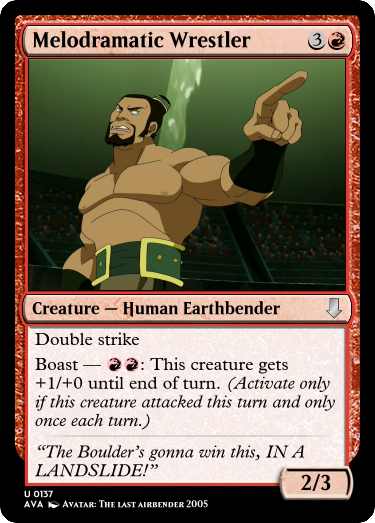 Melodramatic Wrestler 3
Creature — Human Earthbender
Double strike
Boast — : This creature gets
+1/+0 until end of turn. (Activate only
if this creature attacked this turn and only
once each turn.)
“The Boulder’s gonna win this, IN A
LANDSLIDE!”
2/3
U 0137
AVA Avatar: The last airbender 2005